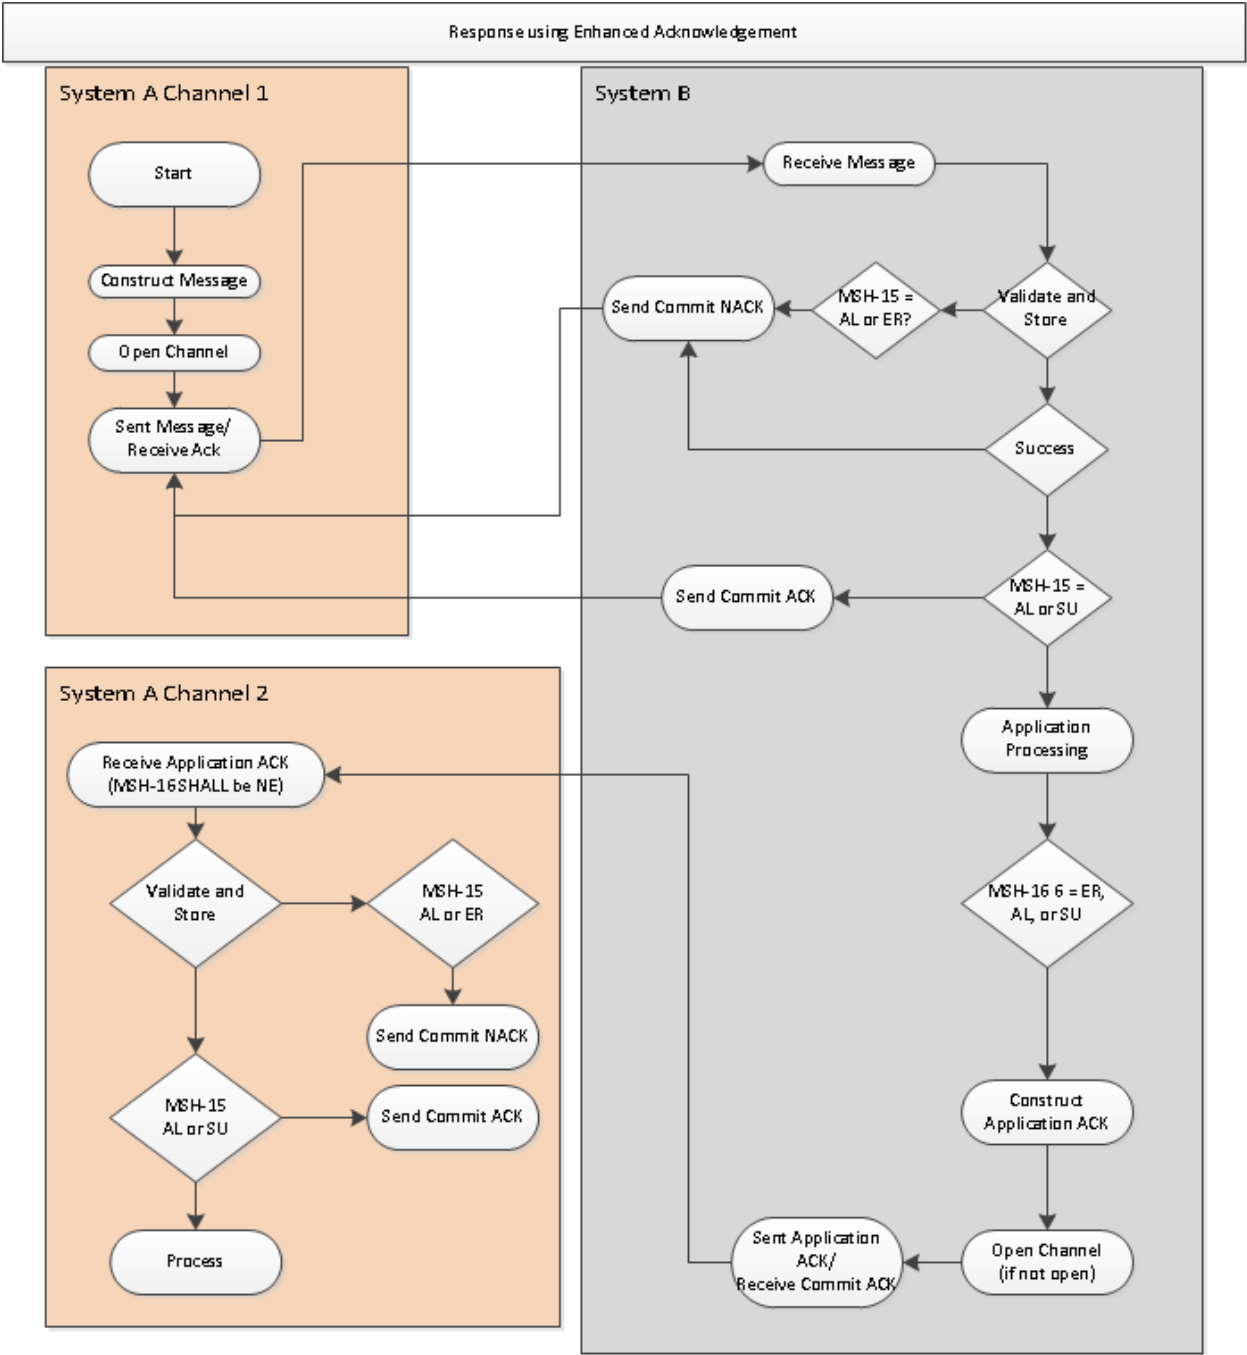 Response using Enhanced Acknowledgement
System A Channel 1
Start
Construct Message
Open Channel
Sent Message/
Receive Ack
System B
Receive Message
Validate and
Store
MSH-15 =
AL or ER?
Send Commit NACK
Success
MSH-15 =
AL or SU
Send Commit ACK
Application
Processing
MSH-16 6 = ER,
AL, or SU
Construct
Application ACK
Open Channel
(if not open)
Sent Application
ACK/
Receive Commit ACK
System A Channel 2
Receive Application ACK
(MSH-16 SHALL be NE)
Validate and
Store
MSH-15
AL or ER
Send Commit NACK
MSH-15
AL or SU
Send Commit ACK
Process